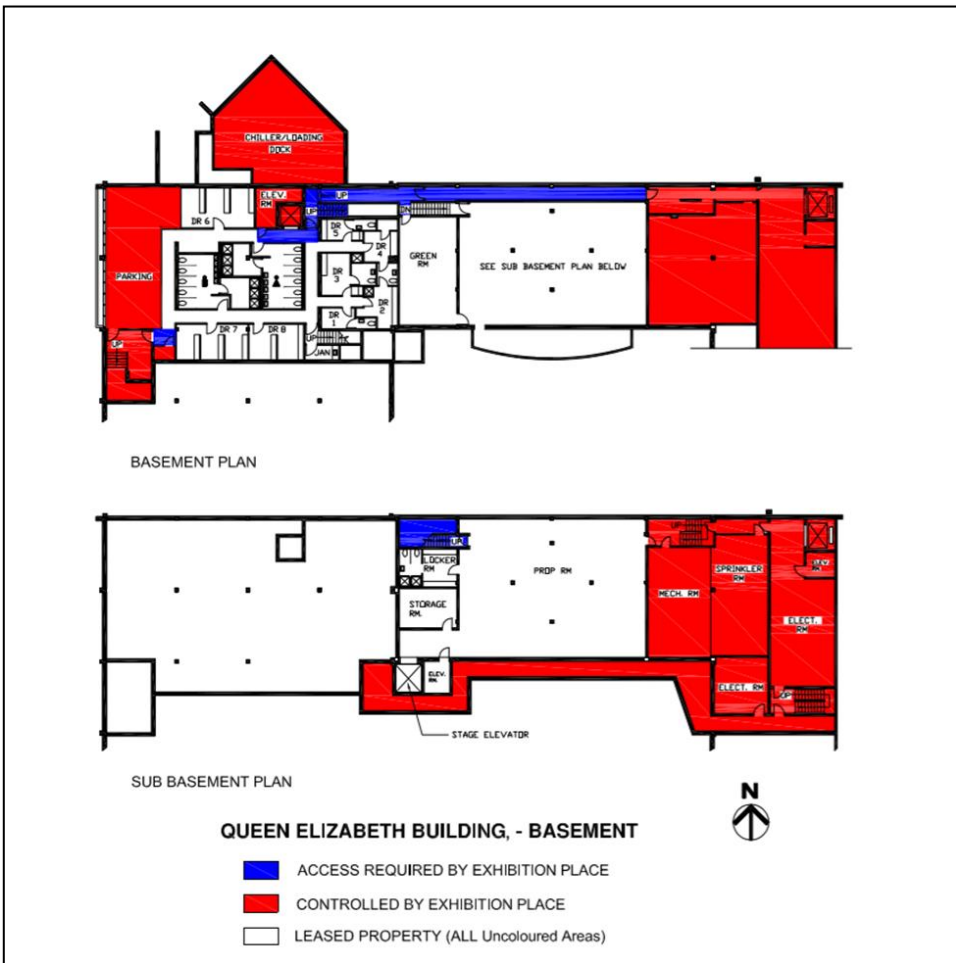 CHILLER/LOADING
DOCK
ELEV.
RM
UP
UP
DN
DR 6
DR
5
DR
4
GREEN
RM
SEE SUB BASEMENT PLAN BELOW
PARKING
DR
3
DR
2
DR
1
DR 7
DR 8
UP
UP
JAN
BASEMENT PLAN
UP
UP
LOCKER
RM
PROP RM
SPRINKLER
RM
ELEV.
RM
MECH. RM
STORAGE
RM.
ELECT.
RM
ELEV.
RM
ELECT. RM
UP
STAGE ELEVATOR
SUB BASEMENT PLAN
N
QUEEN ELIZABETH BUILDING, - BASEMENT
ACCESS REQUIRED BY EXHIBITION PLACE
CONTROLLED BY EXHIBITION PLACE
LEASED PROPERTY (ALL Uncoloured Areas)